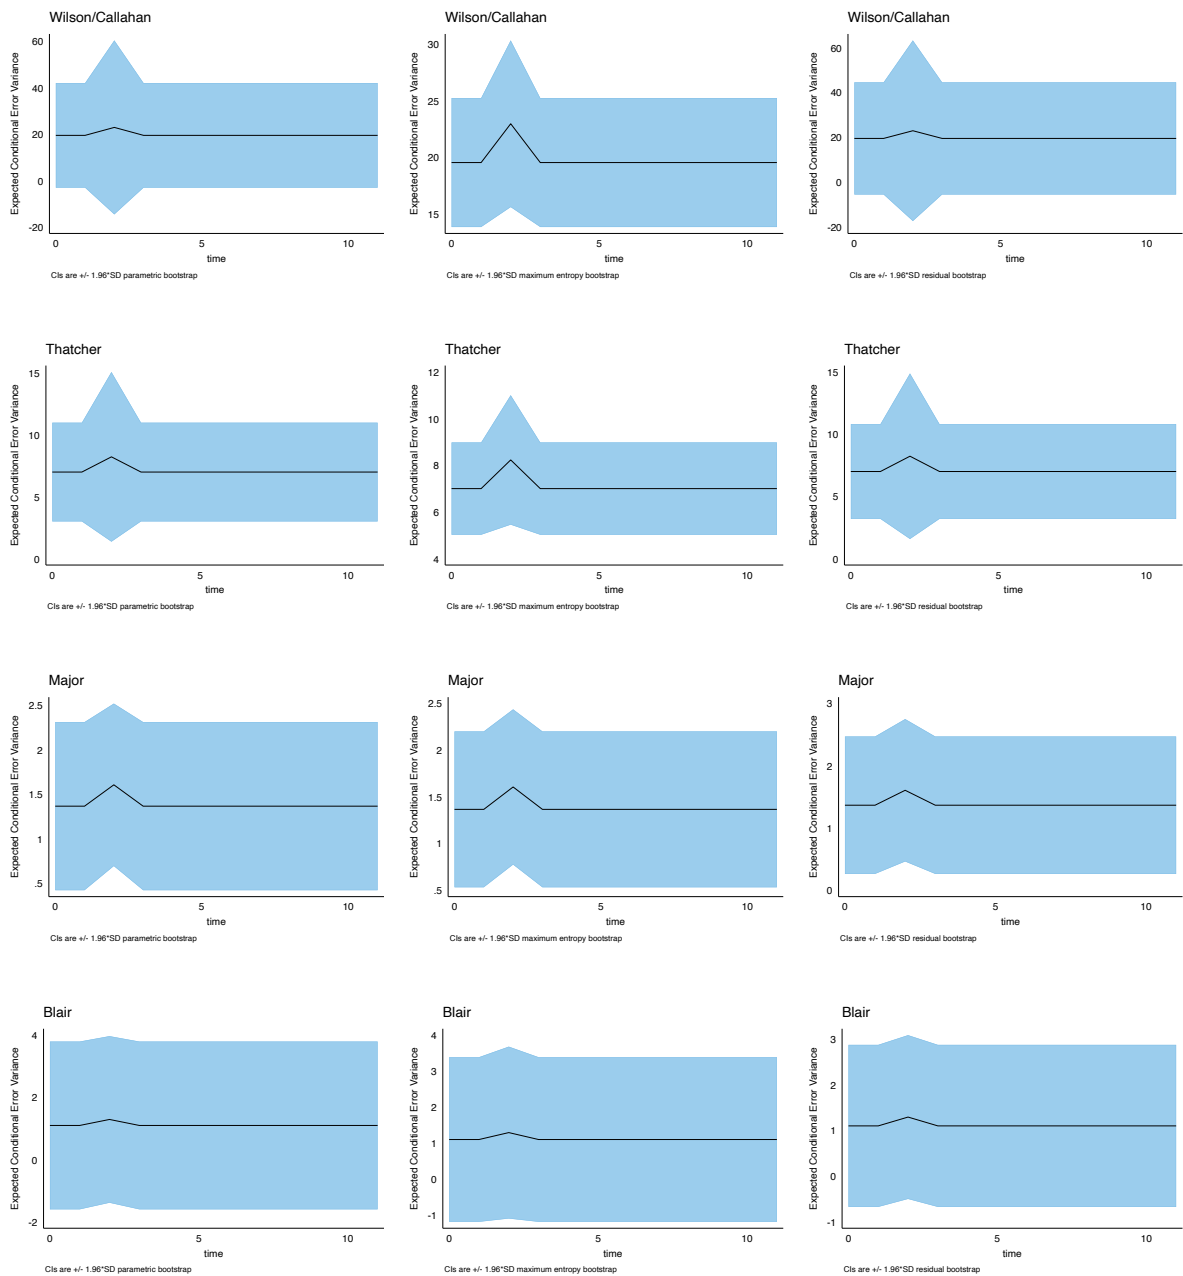 Wilson/Callahan
Expected Conditional Error Variance
60
40
20
0
-20
0 5 10
time
CIs are +/- 1.96*SD parametric bootstrap
Wilson/Callahan
Expected Conditional Error Variance
30
25
20
15
0 5 10
time
CIs are +/- 1.96*SD maximum entropy bootstrap
Wilson/Callahan
Expected Conditional Error Variance
60
40
20
0
-20
0 5 10
time
CIs are +/- 1.96*SD residual bootstrap
Thatcher
Expected Conditional Error Variance
15
10
5
0
0 5 10
time
CIs are +/- 1.96*SD parametric bootstrap
Thatcher
Expected Conditional Error Variance
12
10
8
6
4
0 5 10
time
CIs are +/- 1.96*SD maximum entropy bootstrap
Thatcher
Expected Conditional Error Variance
15
10
5
0
0 5 10
time
CIs are +/- 1.96*SD residual bootstrap
Major
Expected Conditional Error Variance
2.5
2
1.5
1
.5
0 5 10
time
CIs are +/- 1.96*SD parametric bootstrap
Major
Expected Conditional Error Variance
2.5
2
1.5
1
.5
0 5 10
time
CIs are +/- 1.96*SD maximum entropy bootstrap
Major
Expected Conditional Error Variance
3
2
1
0
0 5 10
time
CIs are +/- 1.96*SD residual bootstrap
Blair
Expected Conditional Error Variance
4
2
0
-2
0 5 10
time
CIs are +/- 1.96*SD parametric bootstrap
Blair
Expected Conditional Error Variance
4
3
2
1
0
-1
0 5 10
time
CIs are +/- 1.96*SD maximum entropy bootstrap
Blair
Expected Conditional Error Variance
3
2
1
0
-1
0 5 10
time
CIs are +/- 1.96*SD residual bootstrap